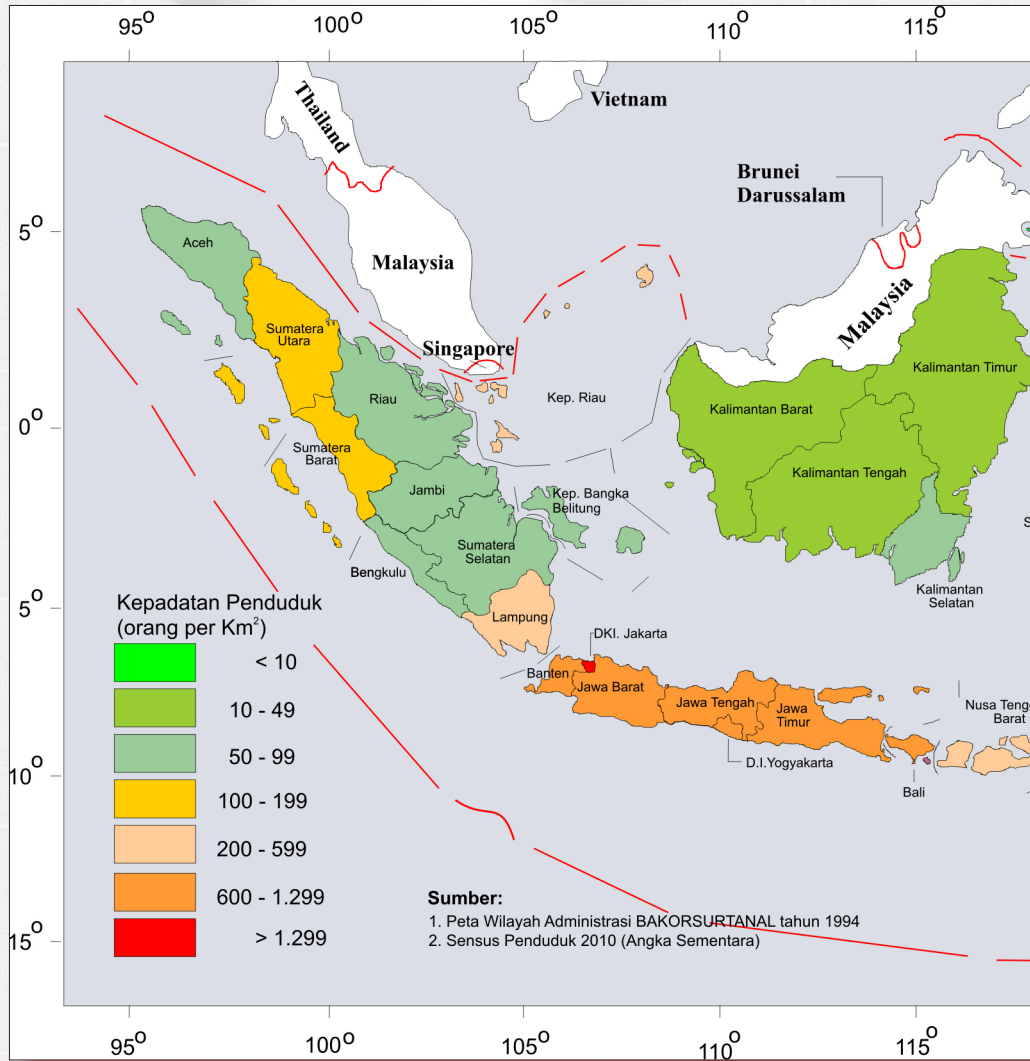 95o 100o 105o 110o 115o
Thailand
Vietnam
Brunei
Darussalam
5o
Aceh
Malaysia
Malaysia
Sumatera
Utara
Singapore
Kalimantan Timur
Riau
Kep. Riau
Kalimantan Barat
0o
Sumatera
Barat
Kalimantan Tengah
Jambi
Kep. Bangka
Belitung
S
Sumatera
Selatan
Bengkulu
Kalimantan
Selatan
5o
Kepadatan Penduduk
(orang per Km²)
Lampung
DKI. Jakarta
< 10
Banten
Jawa Barat
10 - 49
Jawa Tengah
Jawa
Timur
Nusa Teng
Barat
50 - 99
D.I.Yogyakarta
10o
Bali
100 - 199
200 - 599
600 - 1.299
> 1.299
Sumber:
1. Peta Wilayah Administrasi BAKORSURTANAL tahun 1994
2. Sensus Penduduk 2010 (Angka Sementara)
15o
95o 100o 105o 110o 115o